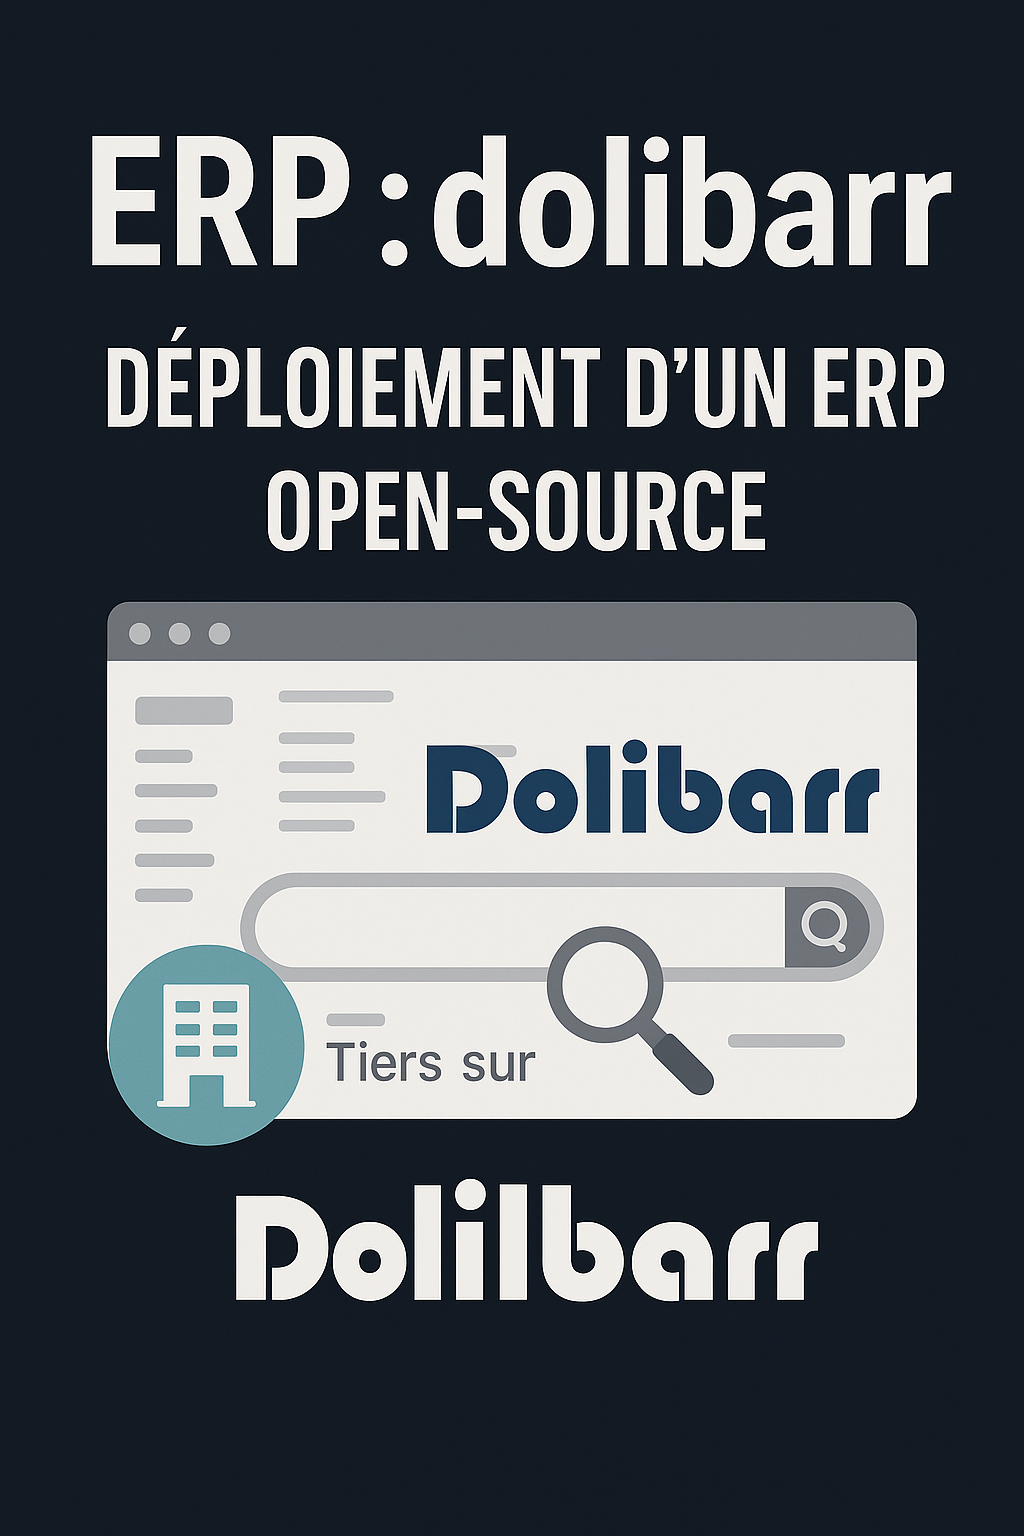 ERP : dolibarr
DÉPLOIEMENT D’UN ERP
OPEN-SOURCE
Dolibarr
Tiers sur
Dolilbarr